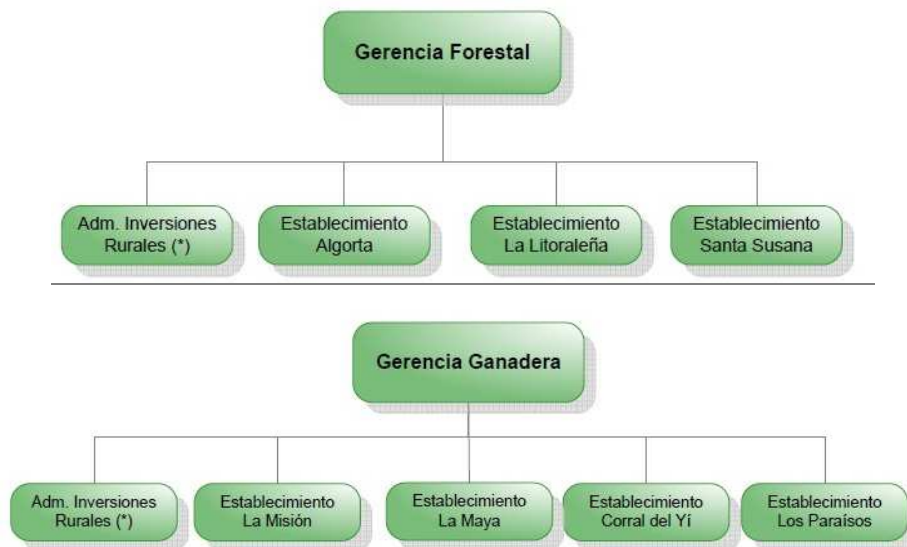 Gerencia Forestal
Adm. Inversiones
Rurales (*)
Establecimiento
Algorta
Establecimiento
La Litoraleña
Establecimiento
Santa Susana
Gerencia Ganadera
Adm. Inversiones
Rurales (*)
Establecimiento
La Misión
Establecimiento
La Maya
Establecimiento
Corral del Yí
Establecimiento
Los Paraísos